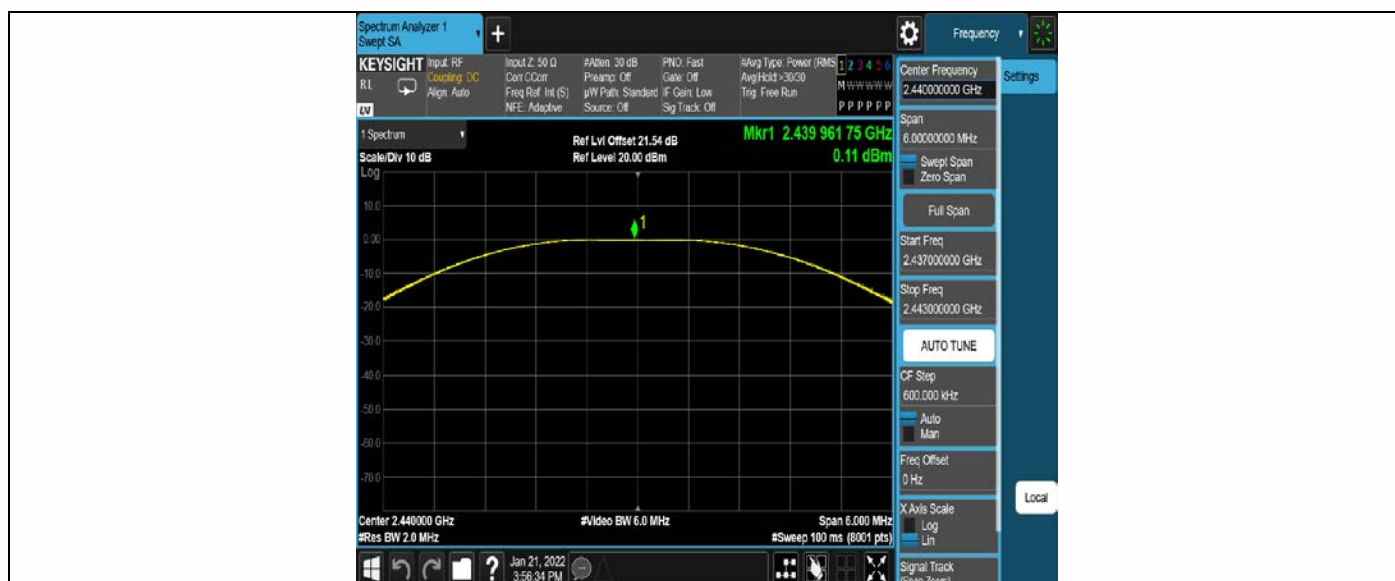 Spectrum Analyzer 1
Swept SA
+
Frequency
KEYSIGHT
RL
LXI
Input: RF
Coupling: DC
Align: Auto
Input Z: 50 Ω
Corr CCorr
Freq Ref: Int (S)
NFE: Adaptive
#Atten: 30 dB
Preamp: Off
µW Path: Standard
Source: Off
PNO: Fast
Gate: Off
IF Gain: Low
Sig Track: Off
#Avg Type: Power (RMS
Avg|Hold:>30/30
Trig: Free Run
1 2 3 4 5 6
M W W W W W
P P P P P P
1 Spectrum
Scale/Div 10 dB
Log
Ref Lvl Offset 21.54 dB
Ref Level 20.00 dBm
Mkr1 2.439 961 75 GHz
0.11 dBm
10.0
0.00
-10.0
-20.0
-30.0
-40.0
-50.0
-60.0
-70.0
1
Center 2.440000 GHz
#Res BW 2.0 MHz
#Video BW 6.0 MHz
Span 6.000 MHz
#Sweep 100 ms (8001 pts)
?
Jan 21, 2022
3:56:34 PM
Center Frequency
2.440000000 GHz
Settings
Span
6.00000000 MHz
Swept Span
Zero Span
Full Span
Start Freq
2.437000000 GHz
Stop Freq
2.443000000 GHz
AUTO TUNE
CF Step
600.000 kHz
Auto
Man
Freq Offset
0 Hz
Local
X Axis Scale
Log
Lin
Signal Track
(Span Zoom)